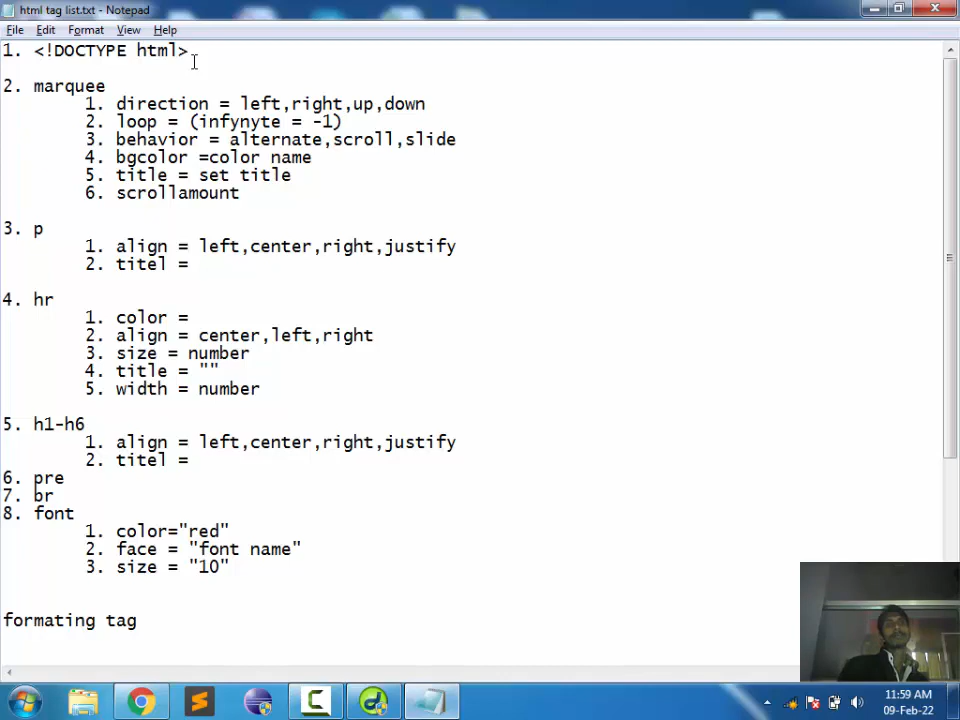 html tag list.txt - Notepad
File Edit Format View Help
1. <!DOCTYPE html>
2. marquee
1. direction = left,right,up,down
2. loop = (infynyte = -1)
3. behavior = alternate,scroll,slide
4. bgcolor =color name
5. title = set title
6. scrollamount
3. p
1. align = left,center,right,justify
2. titel =
4. hr
1. color =
2. align = center,left,right
3. size = number
4. title = ""
5. width = number
5. h1-h6
1. align = left,center,right,justify
2. titel =
6. pre
7. br
8. font
1. color="red"
2. face = "font name"
3. size = "10"
formating tag
11:59 AM
09-Feb-22